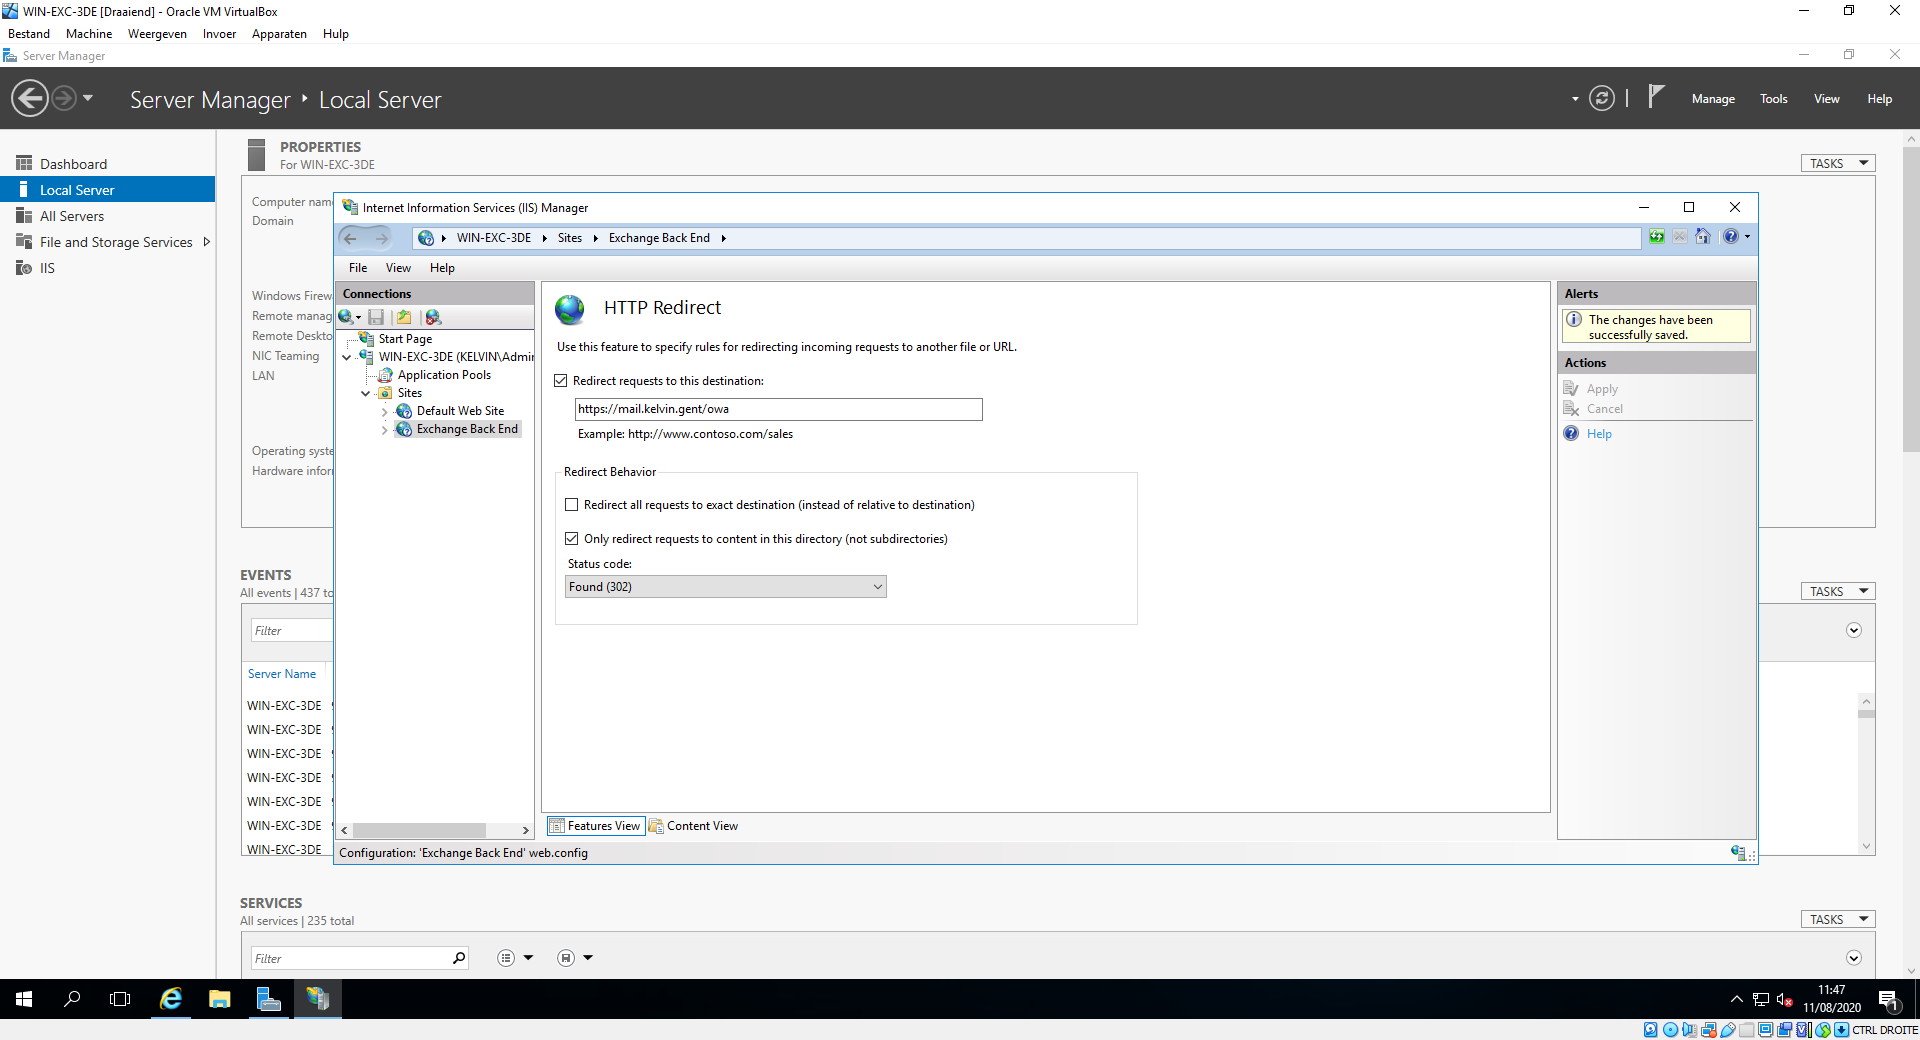 WIN-EXC-3DE [Draaiend] - Oracle VM VirtualBox
Bestand Machine Weergeven Invoer Apparaten Hulp
Server Manager
Server Manager Local Server
Manage Tools View Help
Dashboard
Local Server
All Servers
File and Storage Services
IIS
PROPERTIES
For WIN-EXC-3DE
TASKS
Computer name
Domain
Windows Firew
Remote manag
Remote Deskto
NIC Teaming
LAN
Operating syste
Hardware infor
Internet Information Services (IIS) Manager
WIN-EXC-3DE Sites Exchange Back End
File View Help
Connections
Start Page
WIN-EXC-3DE (KELVIN\Admin
Application Pools
Sites
Default Web Site
Exchange Back End
HTTP Redirect
Use this feature to specify rules for redirecting incoming requests to another file or URL.
Redirect requests to this destination:
https://mail.kelvin.gent/owa
Example: http://www.contoso.com/sales
Redirect Behavior
Redirect all requests to exact destination (instead of relative to destination)
Only redirect requests to content in this directory (not subdirectories)
Status code:
Found (302)
Features View Content View
Configuration: 'Exchange Back End' web.config
Alerts
The changes have been
successfully saved.
Actions
Apply
Cancel
Help
EVENTS
All events | 437 to
TASKS
Filter
Server Name
WIN-EXC-3DE
WIN-EXC-3DE
WIN-EXC-3DE
WIN-EXC-3DE
WIN-EXC-3DE
WIN-EXC-3DE
WIN-EXC-3DE
SERVICES
All services | 235 total
TASKS
Filter
11:47
11/08/2020
1
CTRL DROITE